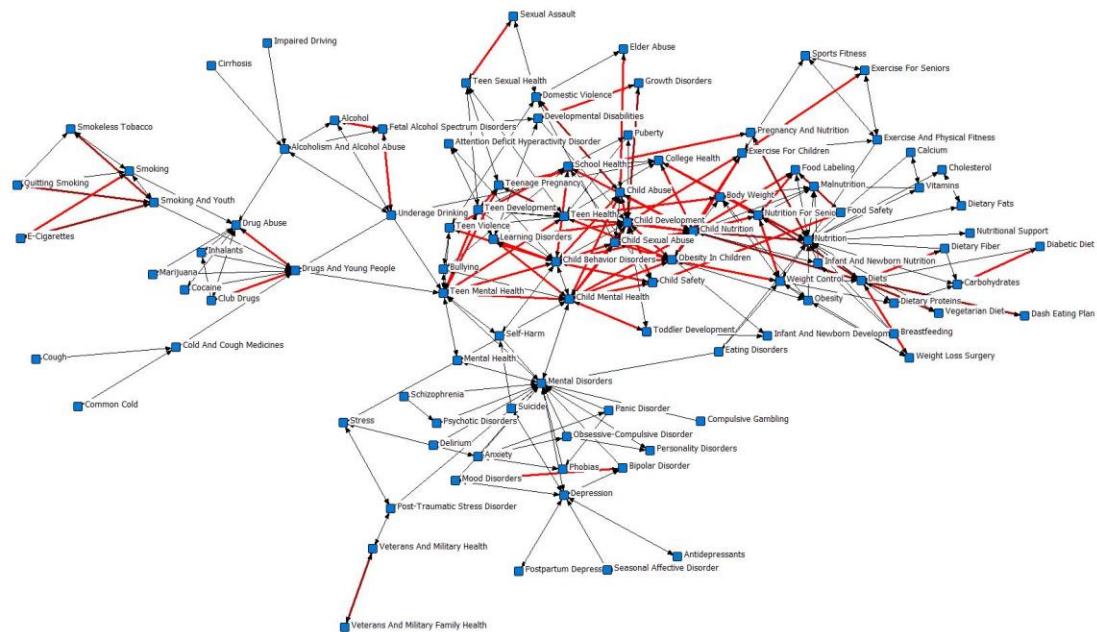 Sexual Assault
Impaired Driving
Elder Abuse
Sports Fitness
Cirrhosis
Exercise For Seniors
Teen Sexual Health
Growth Disorders
Domestic Violence
Developmental Disabilities
Alcohol
Smokeless Tobacco
Fetal Alcohol Spectrum Disorders
Pregnancy And Nutrition
Puberty
Exercise And Physical Fitness
Attention Deficit Hyperactivity Disorder
Alcoholism And Alcohol Abuse
Exercise For Children
Calcium
College Health
School Health
Food Labeling
Cholesterol
Smoking
Quitting Smoking
Teenage Pregnancy
Malnutrition
Vitamins
Child Abuse
Body Weight
Smoking And Youth
Dietary Fats
Teen Development
Underage Drinking
Teen Health
Nutrition For Senio
Food Safety
Child Development
Drug Abuse
Teen Violence
Child Nutrition
Nutritional Support
E-Cigarettes
Learning Disorders
Child Sexual Abuse
Nutrition
Dietary Fiber
Diabetic Diet
Inhalants
Child Behavior Disorders
Obesity In Children
Infant And Newborn Nutrition
Marijuana
Drugs And Young People
Bullying
Child Safety
Weight Control
Diets
Carbohydrates
Cocaine
Teen Mental Health
Club Drugs
Child Mental Health
Obesity
Dietary Proteins
Vegetarian Diet
Dash Eating Plan
Self-Harm
Toddler Development
Infant And Newborn Developm
Breastfeeding
Cold And Cough Medicines
Eating Disorders
Cough
Mental Health
Weight Loss Surgery
Mental Disorders
Schizophrenia
Common Cold
Suicide
Panic Disorder
Stress
Psychotic Disorders
Compulsive Gambling
Obsessive-Compulsive Disorder
Delirium
Personality Disorders
Anxiety
Phobias
Bipolar Disorder
Mood Disorders
Depression
Post-Traumatic Stress Disorder
Veterans And Military Health
Antidepressants
Postpartum Depress
Seasonal Affective Disorder
Veterans And Military Family Health